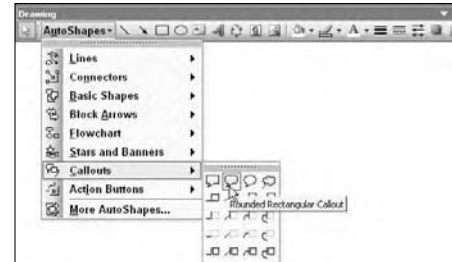 Drawing
AutoShapes
Lines
Connectors
Basic Shapes
Block Arrows
Flowchart
Stars and Banners
Callouts
Action Buttons
Rounded Rectangular Callout
More AutoShapes...